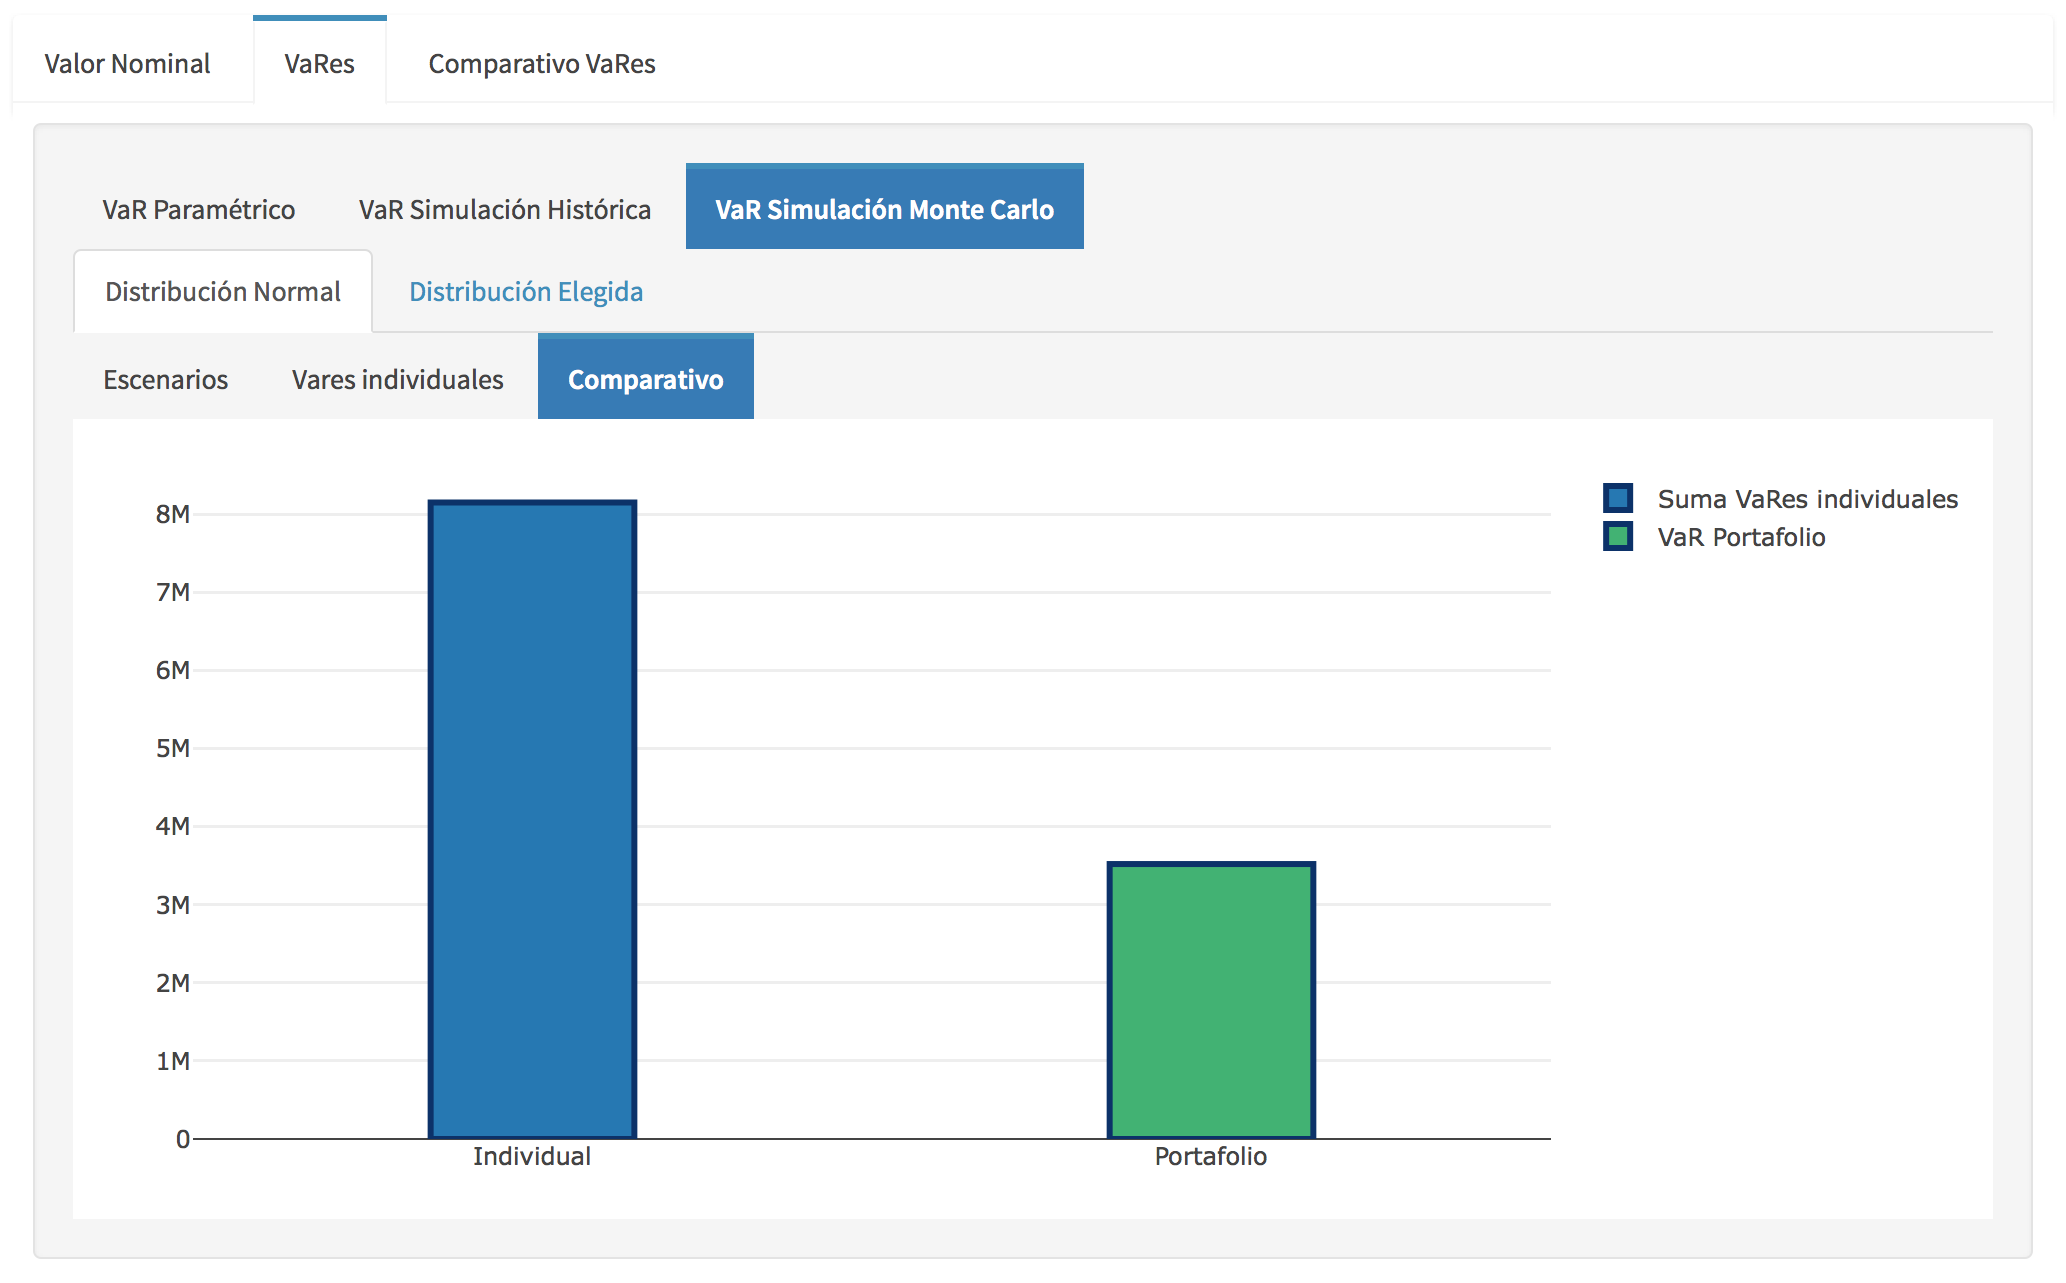 Valor Nominal VaRes Comparativo VaRes
VaR Paramétrico VaR Simulación Histórica VaR Simulación Monte Carlo
Distribución Normal Distribución Elegida
Escenarios Vares individuales Comparativo
Suma VaRes individuales
VaR Portafolio
8M
7M
6M
5M
4M
3M
2M
1M
0
Individual Portafolio